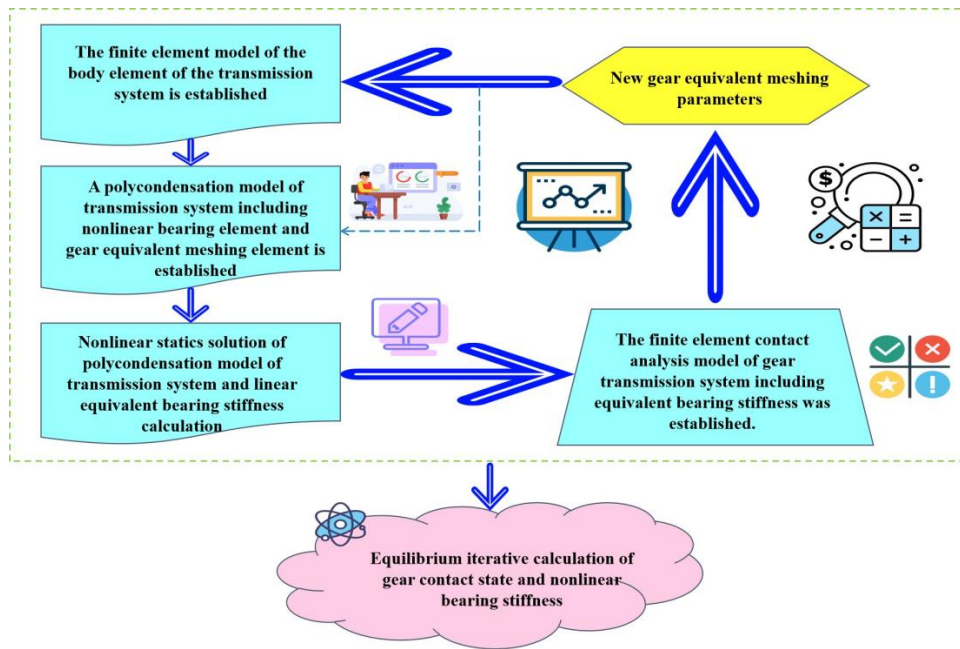 The finite element model of the
body element of the transmission
system is established
New gear equivalent meshing
parameters
A polycondensation model of
transmission system including
nonlinear bearing element and
gear equivalent meshing element is
established
Nonlinear statics solution of
polycondensation model of
transmission system and linear
equivalent bearing stiffness
calculation
The finite element contact
analysis model of gear
transmission system including
equivalent bearing stiffness was
established.
Equilibrium iterative calculation of
gear contact state and nonlinear
bearing stiffness